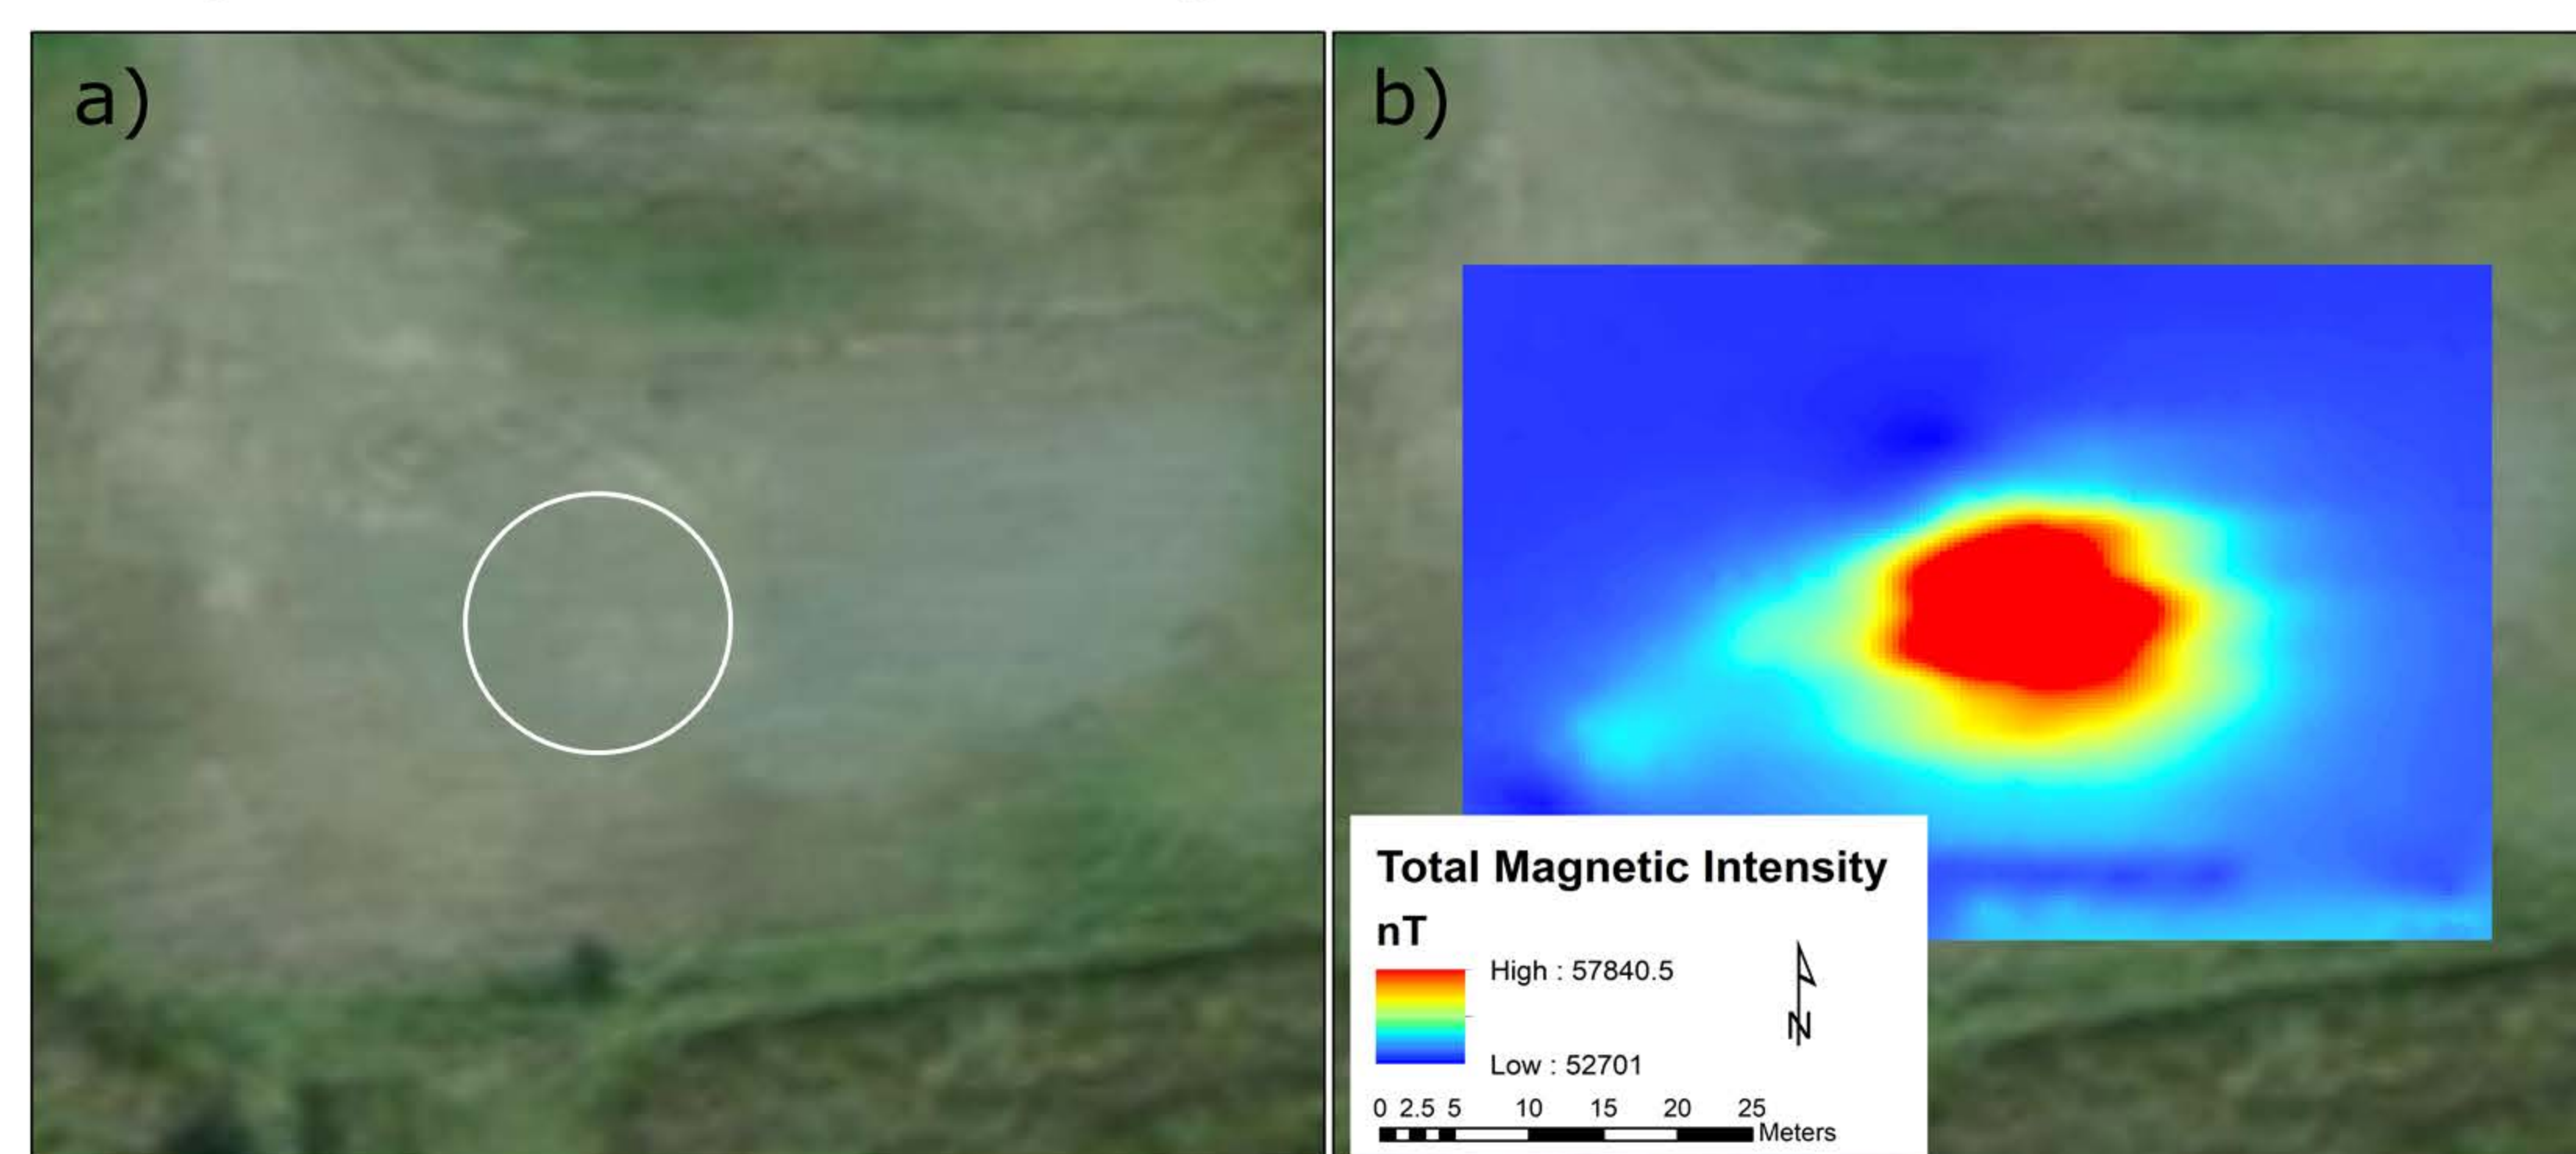 a)
b)
Total Magnetic Intensity
nT
High : 57840.5
N
Low : 52701
0 2.5 5 10 15 20 25
Meters